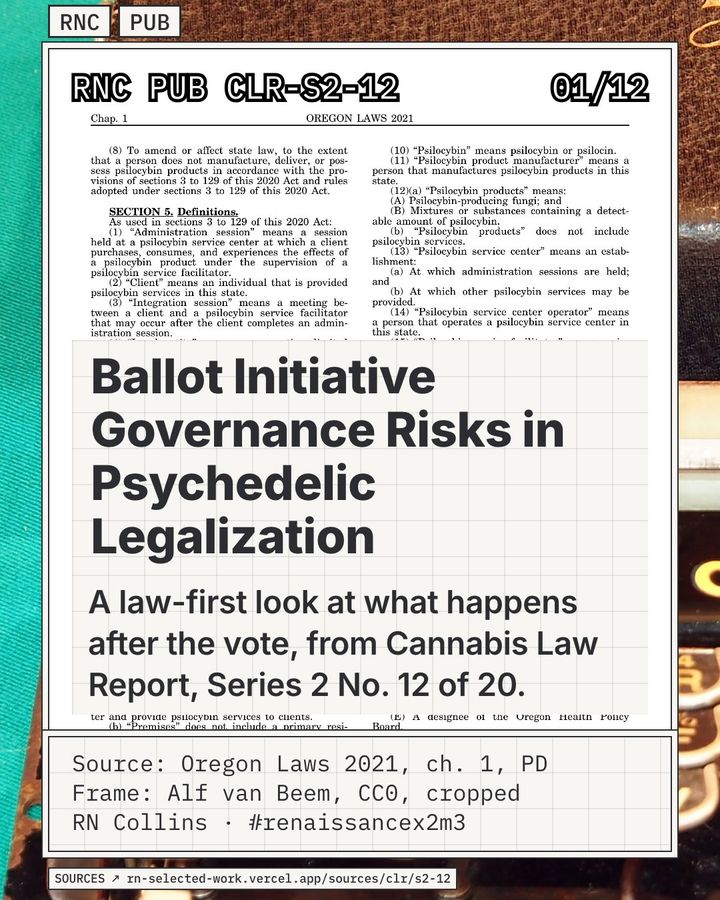 RNC PUB
RNC PUB CLR-S2-12 01/12
Chap. 1 OREGON LAWS 2021
(8) To amend or affect state law, to the extent
that a person does not manufacture, deliver, or pos-
sess psilocybin products in accordance with the pro-
visions of sections 3 to 129 of this 2020 Act and rules
adopted under sections 3 to 129 of this 2020 Act.
SECTION 5. Definitions.
As used in sections 3 to 129 of this 2020 Act:
(1) “Administration session” means a session
held at a psilocybin service center at which a client
purchases, consumes, and experiences the effects of
a psilocybin product under the supervision of a
psilocybin service facilitator.
(2) “Client” means an individual that is provided
psilocybin services in this state.
(3) “Integration session” means a meeting be-
tween a client and a psilocybin service facilitator
that may occur after the client completes an admin-
istration session.
(10) “Psilocybin” means psilocybin or psilocin.
(11) “Psilocybin product manufacturer” means a
person that manufactures psilocybin products in this
state.
(12)(a) “Psilocybin products” means:
(A) Psilocybin-producing fungi; and
(B) Mixtures or substances containing a detect-
able amount of psilocybin.
(b) “Psilocybin products” does not include
psilocybin services.
(13) “Psilocybin service center” means an estab-
lishment:
(a) At which administration sessions are held;
and
(b) At which other psilocybin services may be
provided.
(14) “Psilocybin service center operator” means
a person that operates a psilocybin service center in
this state.
Ballot Initiative
Governance Risks in
Psychedelic
Legalization
A law-first look at what happens
after the vote, from Cannabis Law
Report, Series 2 No. 12 of 20.
ter and provide psilocybin services to clients.
(b) “Premises” does not include a primary resi-
(E) A designee of the Oregon Health Policy
Board.
Source: Oregon Laws 2021, ch. 1, PD
Frame: Alf van Beem, CC0, cropped
RN Collins · #renaissancex2m3
SOURCES ↗ rn-selected-work.vercel.app/sources/clr/s2-12